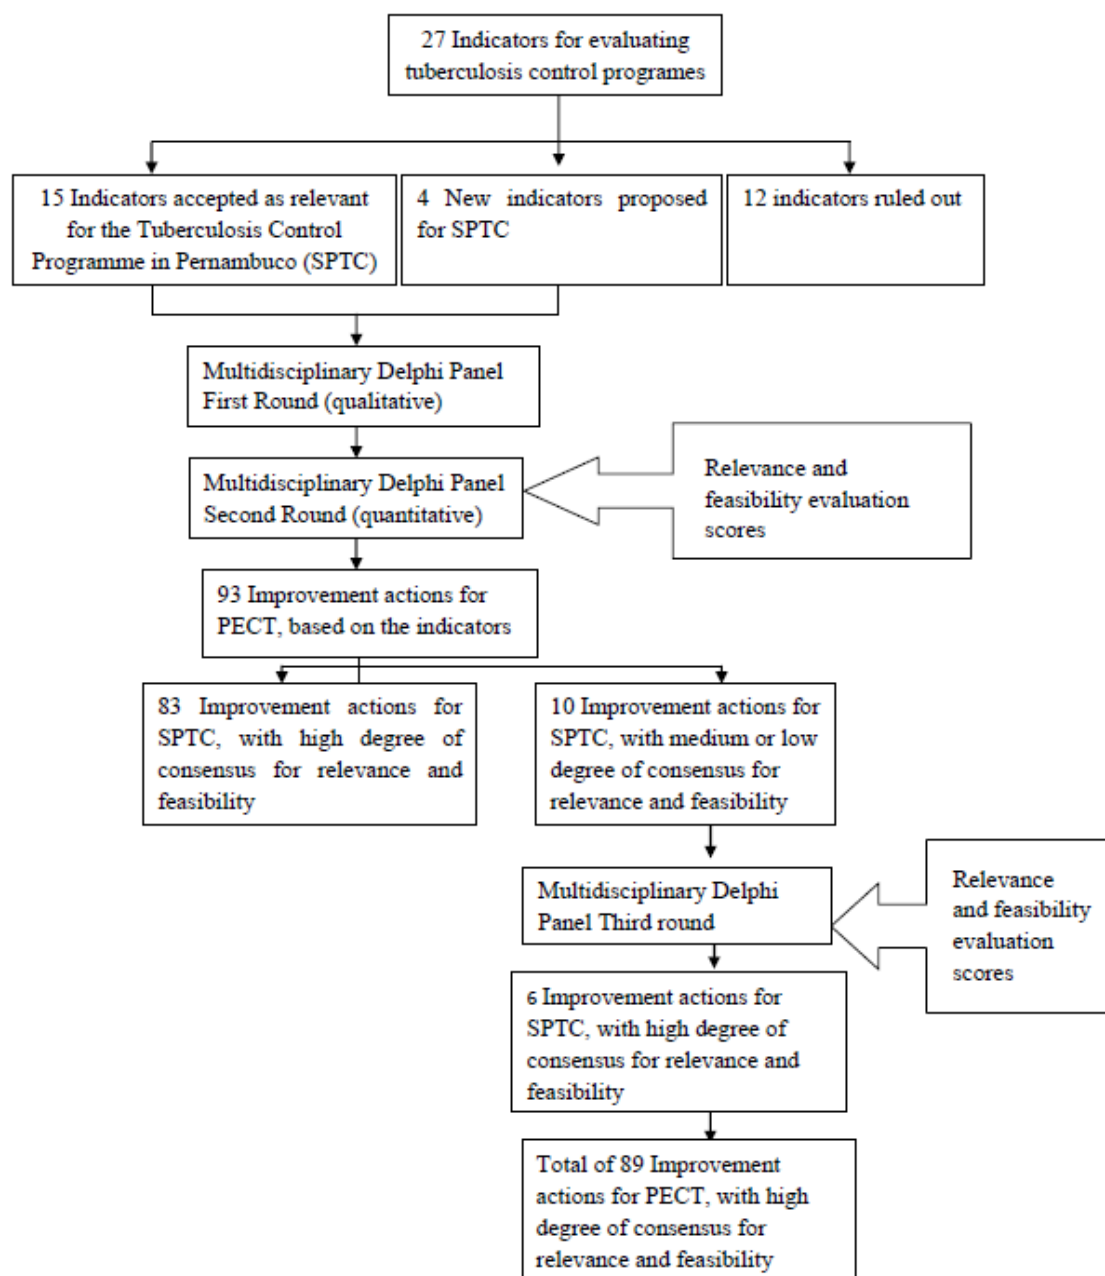 27 Indicators for evaluating
tuberculosis control programes
15 Indicators accepted as relevant
for the Tuberculosis Control
Programme in Pernambuco (SPTC)
4 New indicators proposed
for SPTC
12 indicators ruled out
Multidisciplinary Delphi Panel
First Round (qualitative)
Multidisciplinary Delphi Panel
Second Round (quantitative)
Relevance and
feasibility evaluation
scores
93 Improvement actions for
PECT, based on the indicators
83 Improvement actions for
SPTC, with high degree of
consensus for relevance and
feasibility
10 Improvement actions for
SPTC, with medium or low
degree of consensus for
relevance and feasibility
Multidisciplinary Delphi
Panel Third round
Relevance
and feasibility
evaluation
scores
6 Improvement actions for
SPTC, with high degree of
consensus for relevance and
feasibility
Total of 89 Improvement
actions for PECT, with high
degree of consensus for
relevance and feasibility